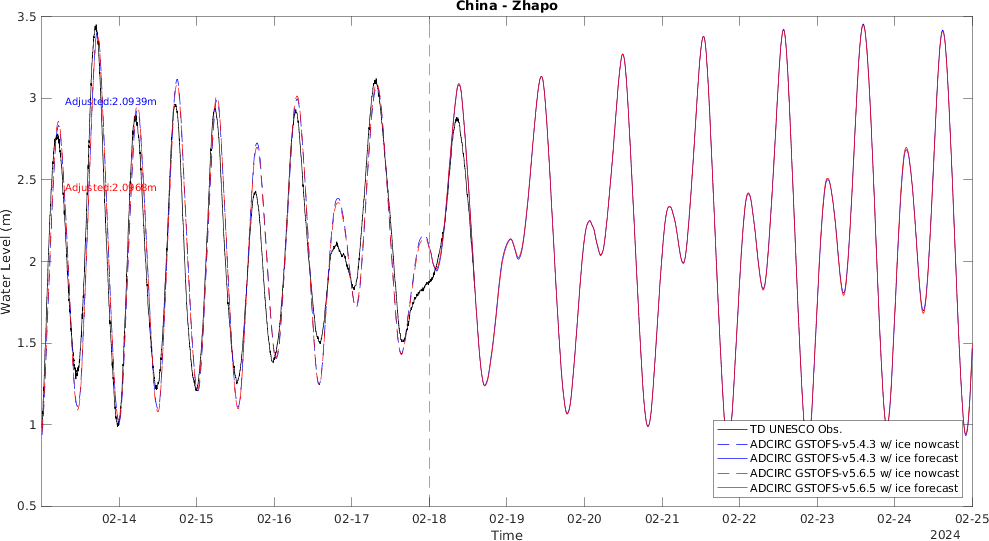 China - Zhapo
3.5
3
2.5
2
1.5
1
0.5
Water Level (m)
Adjusted:2.0939m
Adjusted:2.0968m
TD UNESCO Obs.
ADCIRC GSTOFS-v5.4.3 w/ ice nowcast
ADCIRC GSTOFS-v5.4.3 w/ ice forecast
ADCIRC GSTOFS-v5.6.5 w/ ice nowcast
ADCIRC GSTOFS-v5.6.5 w/ ice forecast
02-14 02-15 02-16 02-17 02-18 02-19 02-20 02-21 02-22 02-23 02-24 02-25
Time
2024